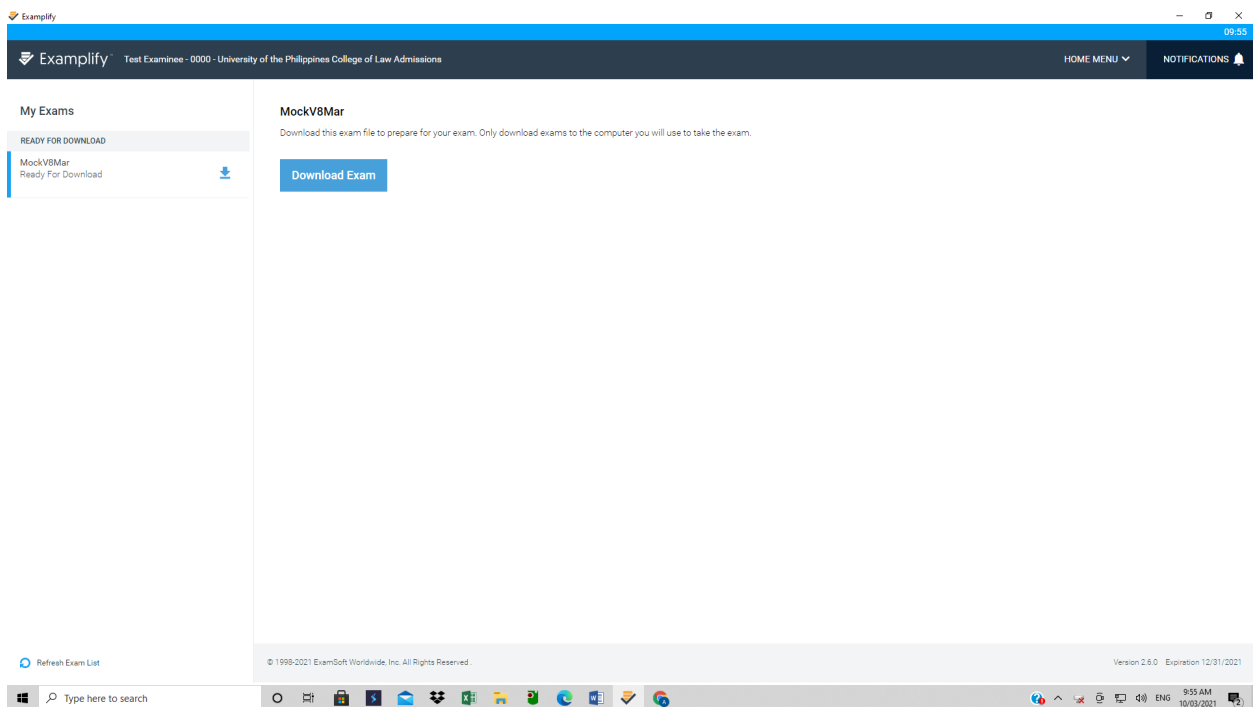 Examplify
09:55
Examplify Test Examinee - 0000 - University of the Philippines College of Law Admissions HOME MENU NOTIFICATIONS
My Exams
READY FOR DOWNLOAD
MockV8Mar
Ready For Download
MockV8Mar
Download this exam file to prepare for your exam. Only download exams to the computer you will use to take the exam.
Download Exam
Refresh Exam List
© 1998-2021 ExamSoft Worldwide, Inc. All Rights Reserved.
Version 2.6.0 Expiration 12/31/2021
Type here to search
ENG
9:55 AM
10/03/2021
2